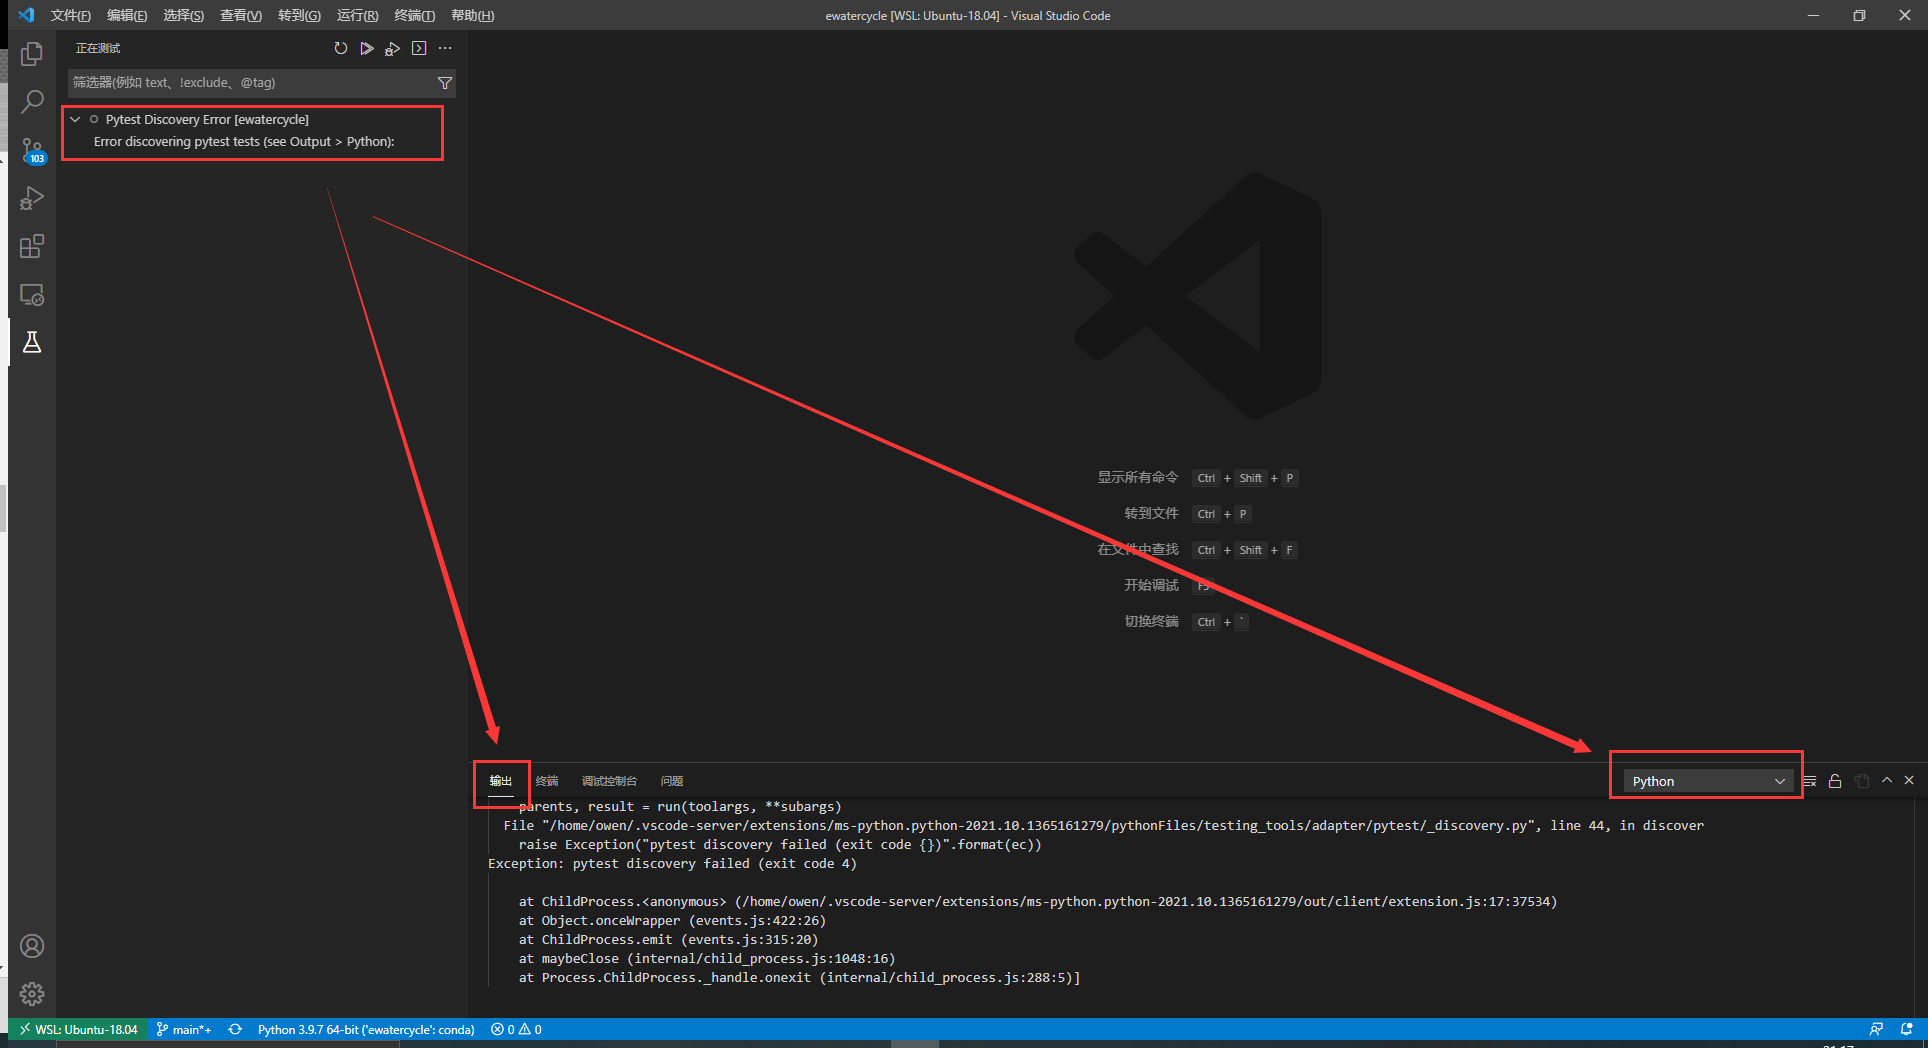 文件(F) 编辑(E) 选择(S) 查看(V) 转到(G) 运行(R) 终端(T) 帮助(H)
ewatercycle [WSL: Ubuntu-18.04] - Visual Studio Code
正在测试
筛选器(例如 text、!exclude、@tag)
Pytest Discovery Error [ewatercycle]
Error discovering pytest tests (see Output > Python):
103
显示所有命令 Ctrl + Shift + P
转到文件 Ctrl + P
在文件中查找 Ctrl + Shift + F
开始调试 F5
切换终端 Ctrl + `
输出 终端 调试控制台 问题
Python
parents, result = run(toolargs, **subargs)
File "/home/owen/.vscode-server/extensions/ms-python.python-2021.10.1365161279/pythonFiles/testing_tools/adapter/pytest/_discovery.py", line 44, in discover
raise Exception("pytest discovery failed (exit code {})".format(ec))
Exception: pytest discovery failed (exit code 4)
at ChildProcess.<anonymous> (/home/owen/.vscode-server/extensions/ms-python.python-2021.10.1365161279/out/client/extension.js:17:37534)
at Object.onceWrapper (events.js:422:26)
at ChildProcess.emit (events.js:315:20)
at maybeClose (internal/child_process.js:1048:16)
at Process.ChildProcess._handle.onexit (internal/child_process.js:288:5)]
WSL: Ubuntu-18.04 main*+ Python 3.9.7 64-bit ('ewatercycle': conda) 0 0